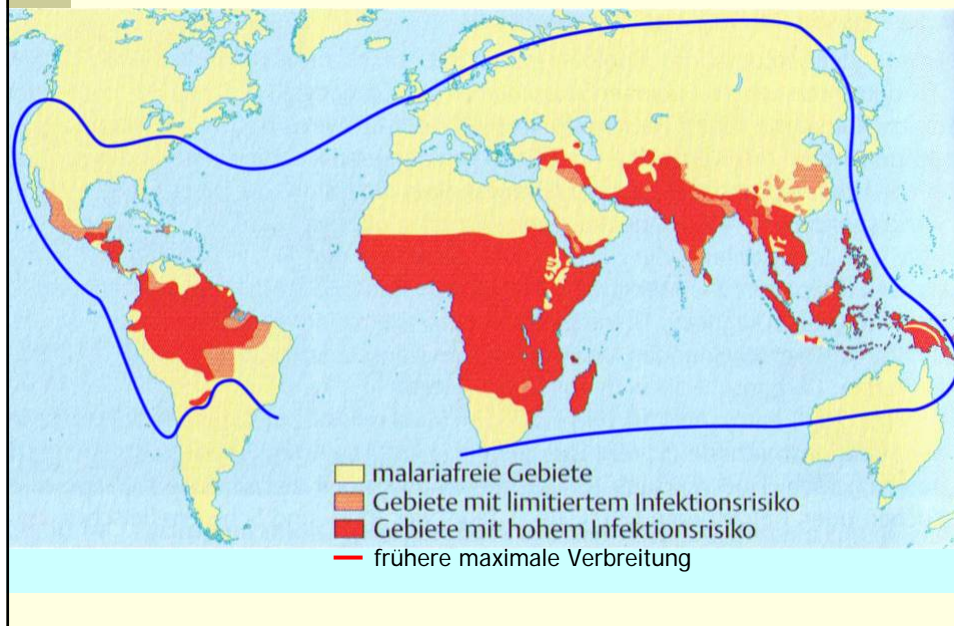 malariafreie Gebiete
Gebiete mit limitiertem Infektionsrisiko
Gebiete mit hohem Infektionsrisiko
frühere maximale Verbreitung